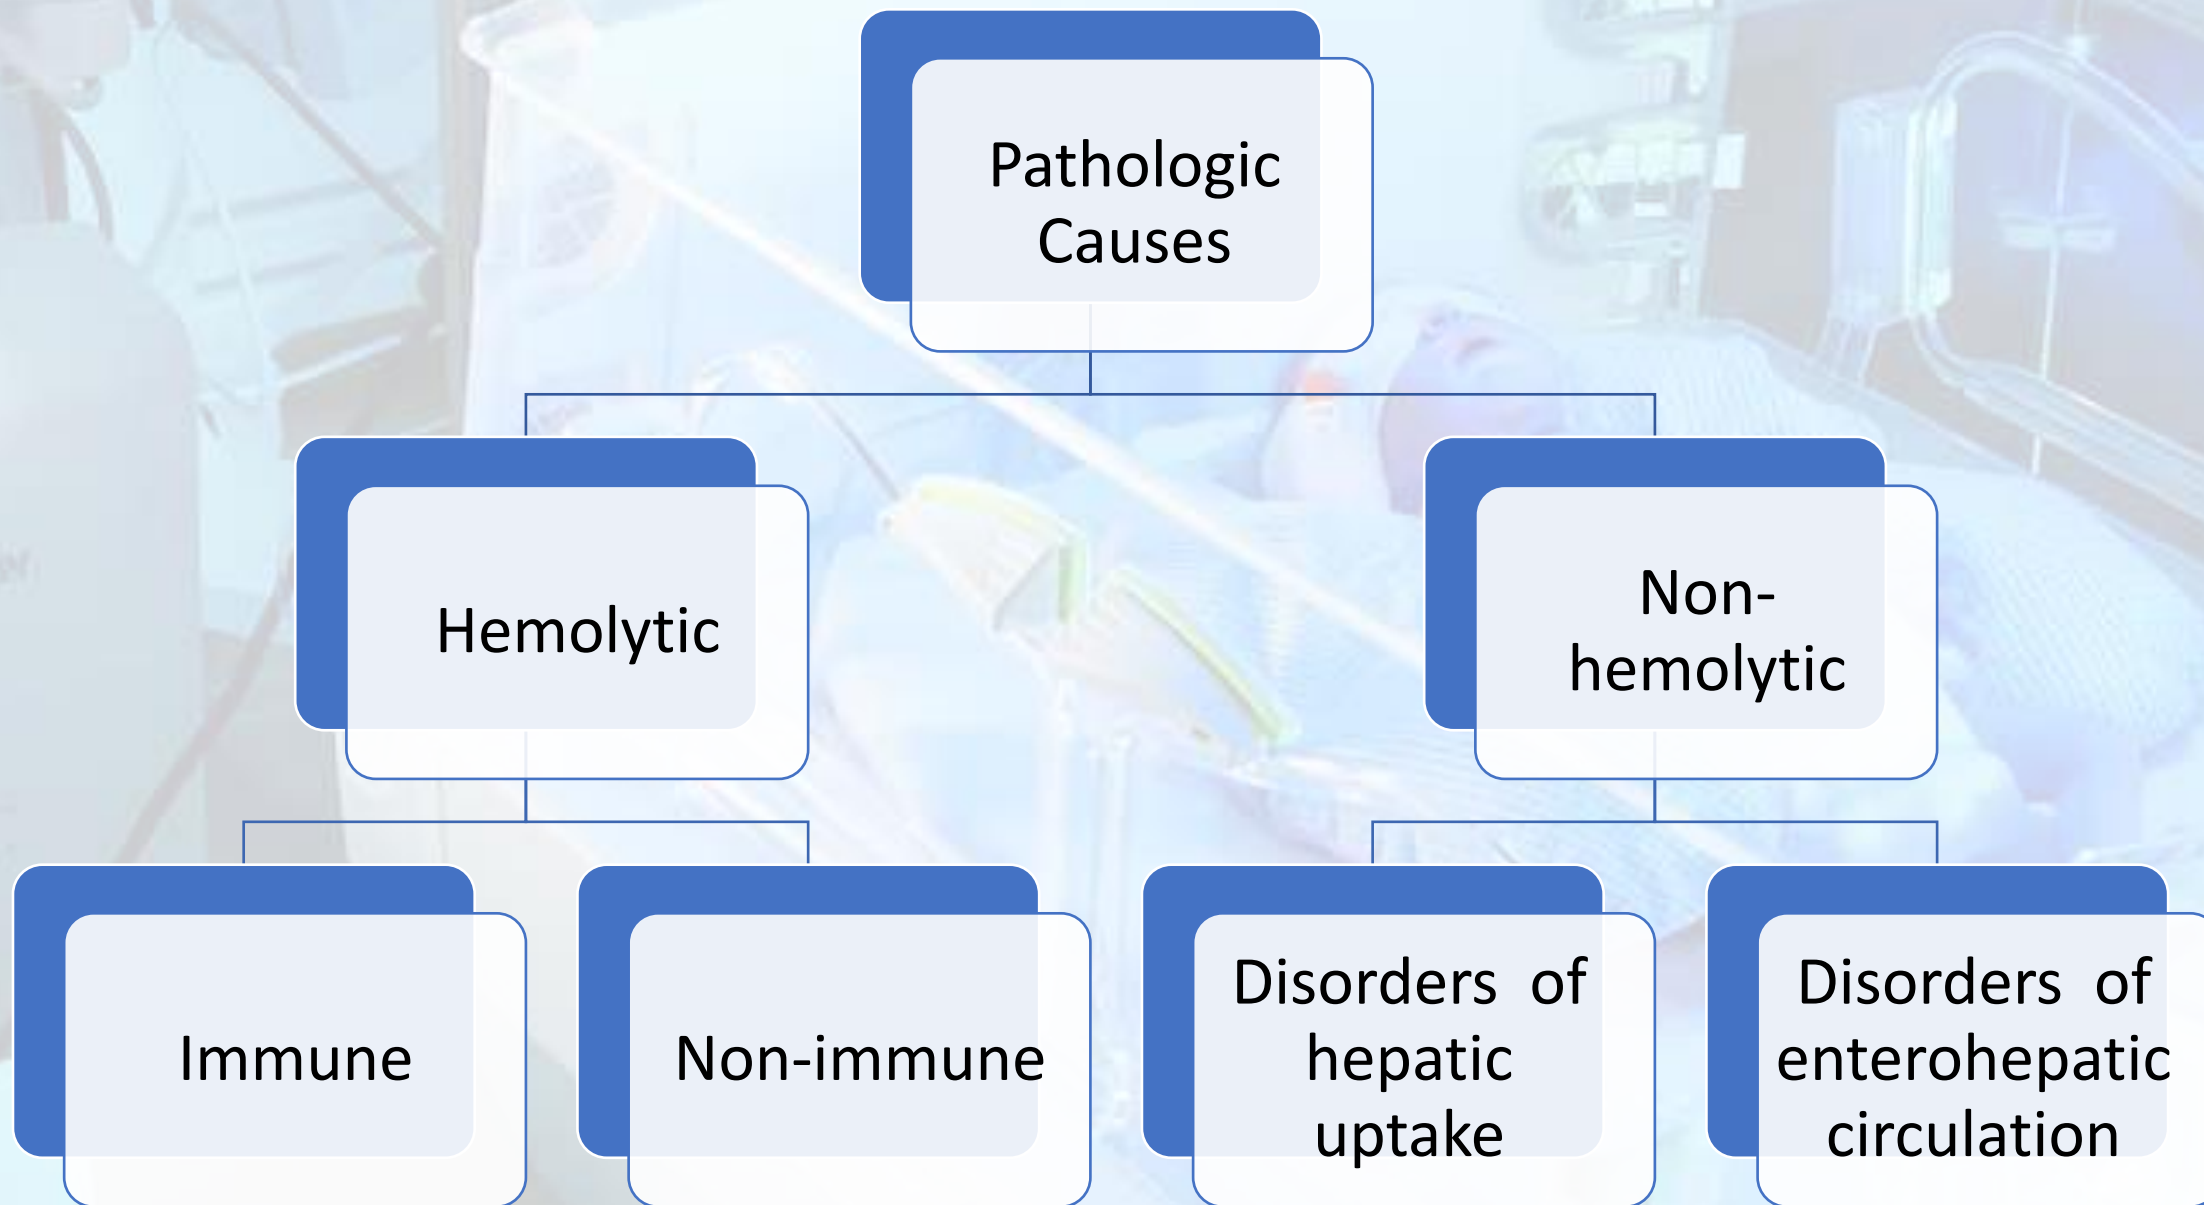 Pathologic
Causes
Hemolytic
Non-
hemolytic
Immune
Non-immune
Disorders of
hepatic
uptake
Disorders of
enterohepatic
circulation